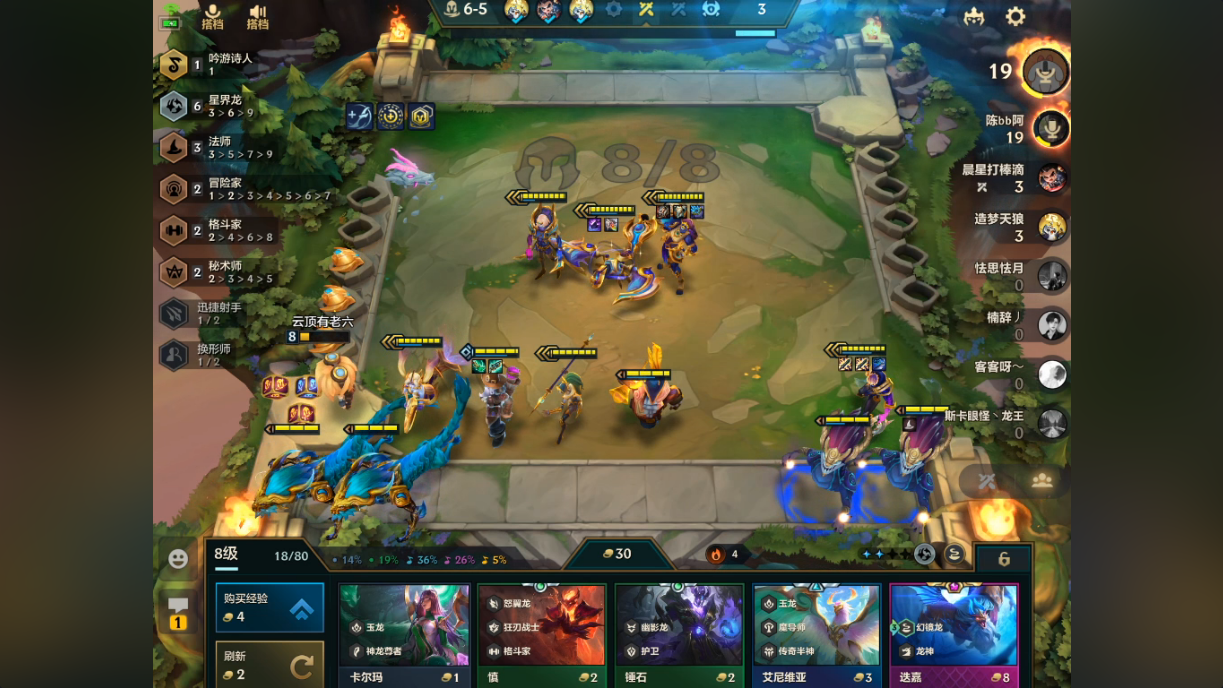 搭档
搭档
6-5
3
1
吟游诗人
1
6
星界龙
3 > 6 > 9
3
法师
3 > 5 > 7 > 9
2
冒险家
1 > 2 > 3 > 4 > 5 > 6 > 7
2
格斗家
2 > 4 > 6 > 8
2
秘术师
2 > 3 > 4 > 5
迅捷射手
1 / 2
换形师
1 / 2
8/8
云顶有老六
8
19
陈bb阿
19
晨星打棒滴
3
造梦天狼
3
怯思怯月
0
楠辞丿
0
客客呀～
0
斯卡眼怪丶龙王
0
8级
18/80
14%
19%
36%
26%
5%
30
4
6
1
购买经验
4
刷新
2
玉龙
神龙尊者
卡尔玛
1
怒翼龙
狂刃战士
格斗家
慎
2
幽影龙
护卫
锤石
2
玉龙
魔导师
传奇半神
艾尼维亚
3
3
幻镜龙
龙神
迭嘉
8